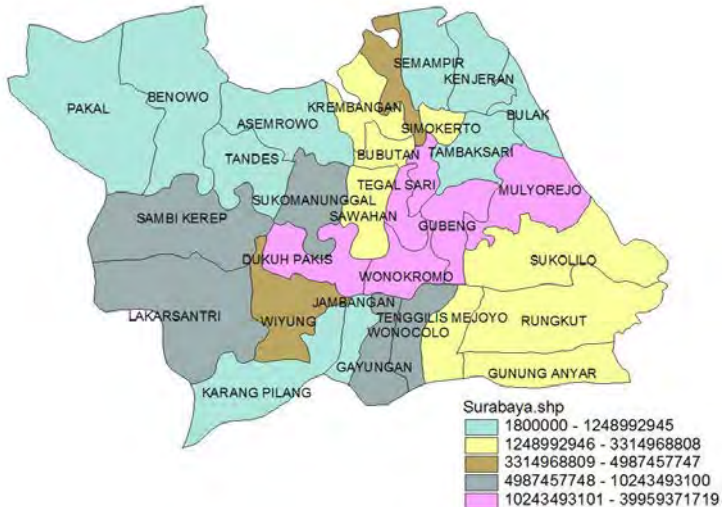 SEMAMPIR
KENJERAN
PAKAL
BENOWO
KREMBANGAN
BULAK
ASEMROWO
SIMOKERTO
TANDES
BUBUTAN
TAMBAKSARI
TEGAL SARI
MULYOREJO
SUKOMANUNGGAL
SAMBI KEREP
SAWAHAN
GUBENG
DUKUH PAKIS
WONOKROMO
SUKOLILO
JAMBANGAN
LAKARSANTRI
WIYUNG
TENGGILIS MEJOYO
RUNGKUT
WONOCOLO
GAYUNGAN
GUNUNG ANYAR
KARANG PILANG
Surabaya.shp
1800000 - 1248992945
1248992946 - 3314968808
3314968809 - 4987457747
4987457748 - 10243493100
10243493101 - 39959371719